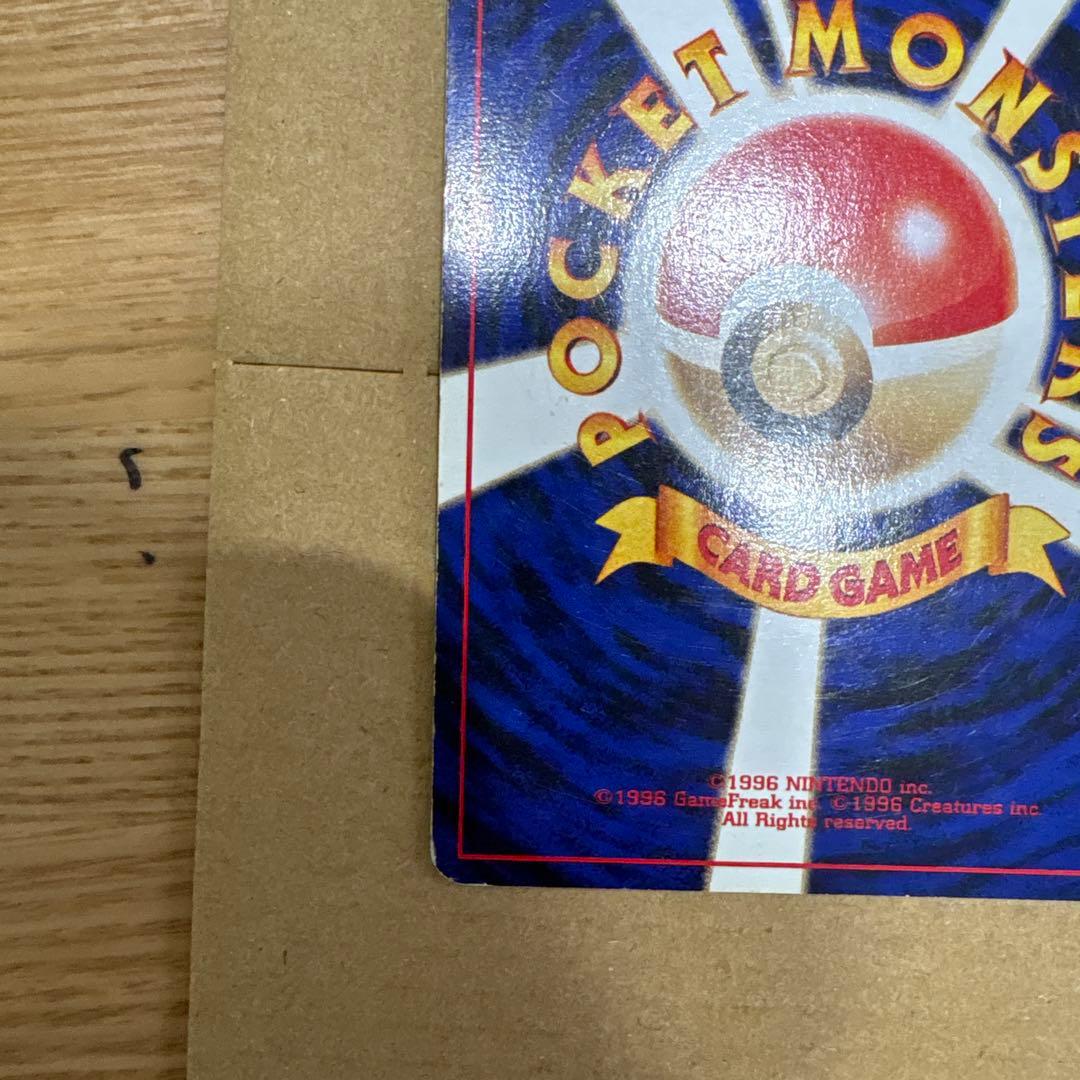 POCKET MONSTERS
CARD GAME
©1996 NINTENDO inc.
©1996 GameFreak inc. ©1996 Creatures inc.
All Rights reserved.